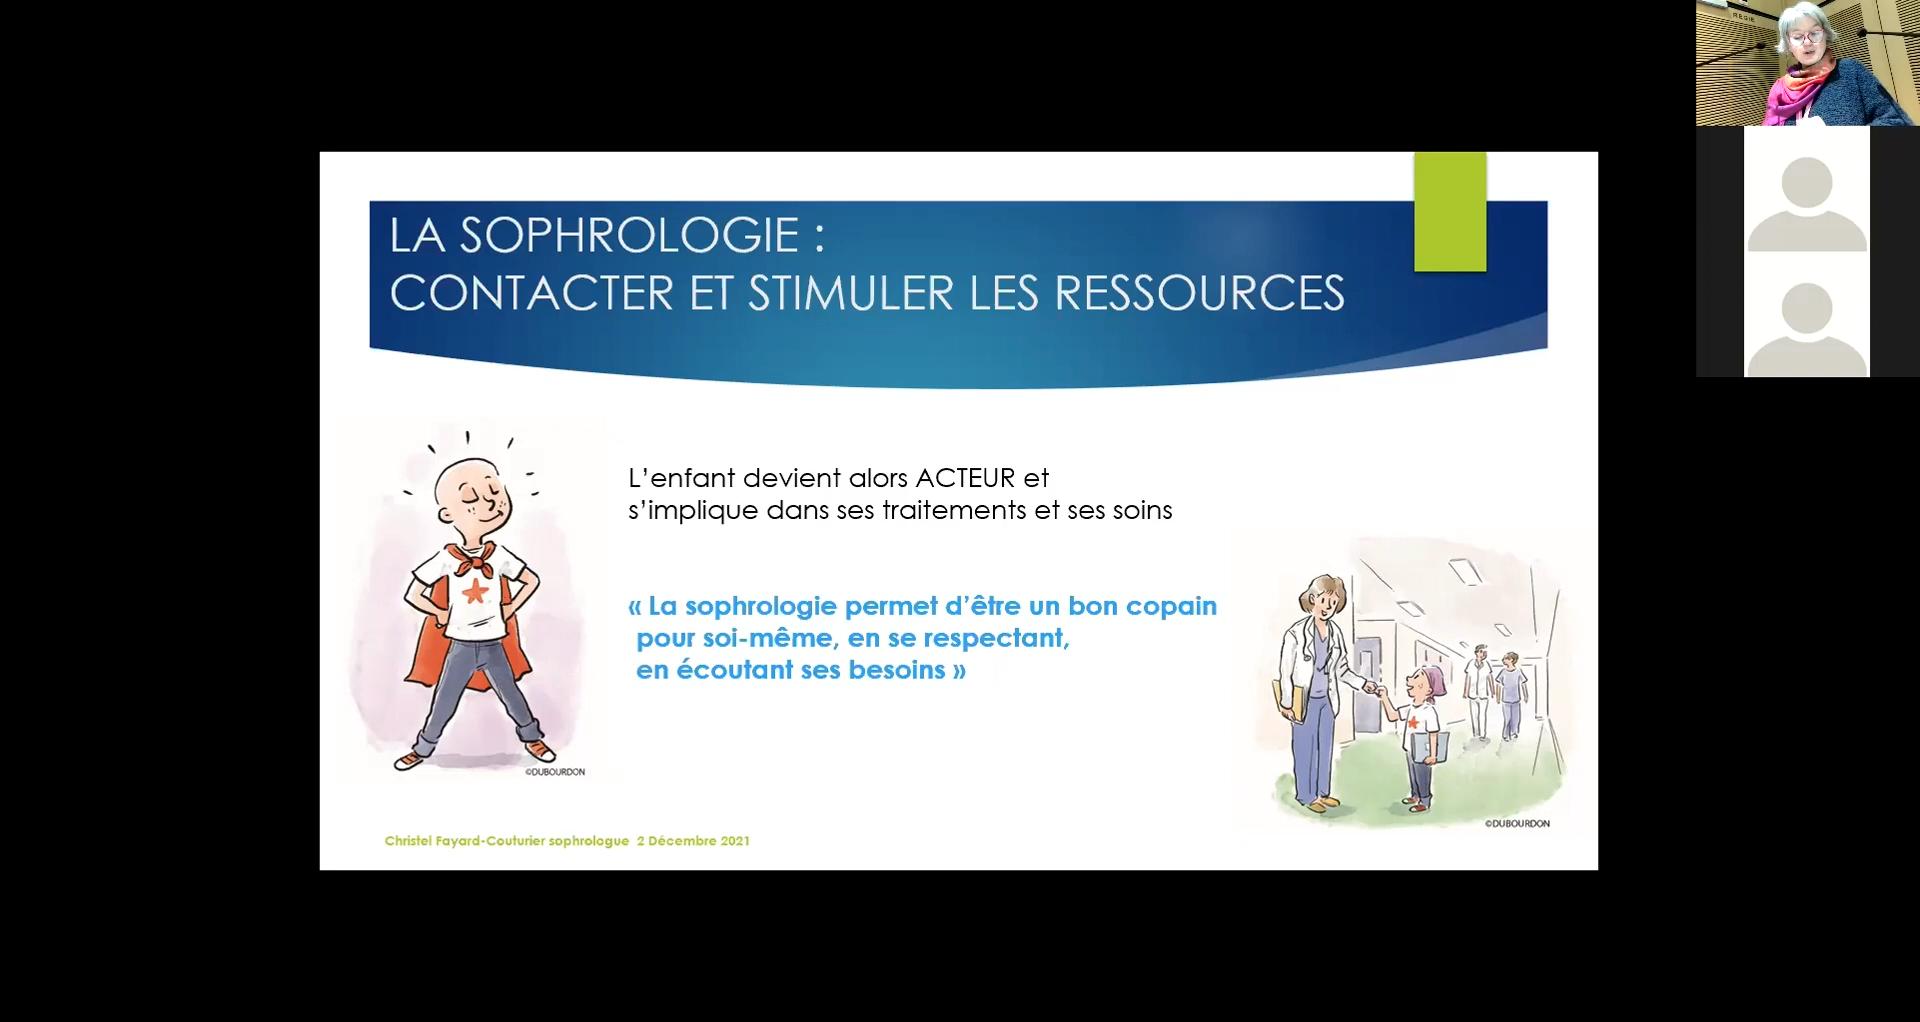 LA SOPHROLOGIE :
CONTACTER ET STIMULER LES RESSOURCES
L’enfant devient alors ACTEUR et
s’implique dans ses traitements et ses soins
« La sophrologie permet d’être un bon copain
pour soi-même, en se respectant,
en écoutant ses besoins »
©DUBOURDON
©DUBOURDON
Christel Fayard-Couturier sophrologue 2 Décembre 2021
REGIE